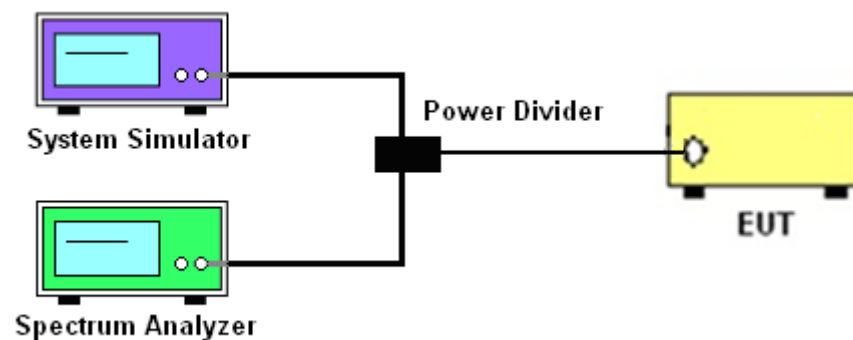 System Simulator
Power Divider
EUT
Spectrum Analyzer